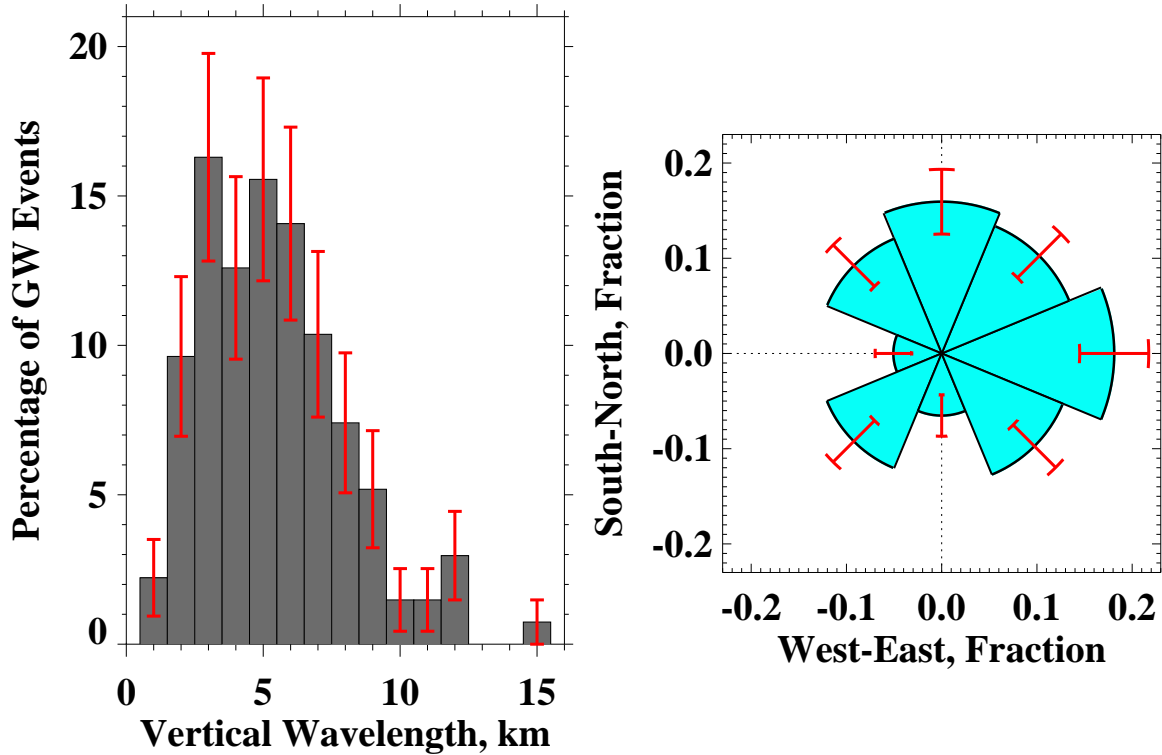 Percentage of GW Events
20
15
10
5
0
0 5 10 15
Vertical Wavelength, km
South-North, Fraction
0.2
0.1
0.0
-0.1
-0.2
-0.2 -0.1 0.0 0.1 0.2
West-East, Fraction